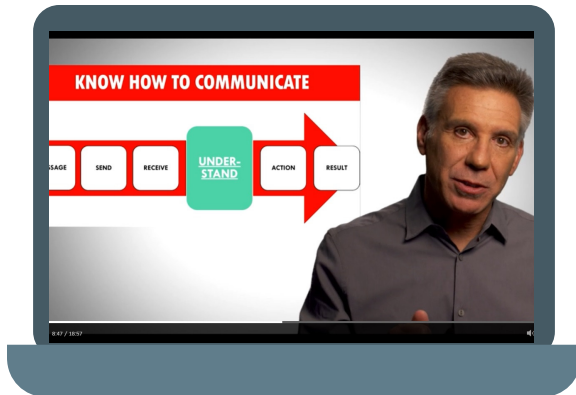 KNOW HOW TO COMMUNICATE
SSAGE
SEND
RECEIVE
UNDER-
STAND
ACTION
RESULT
8:47 / 18:57